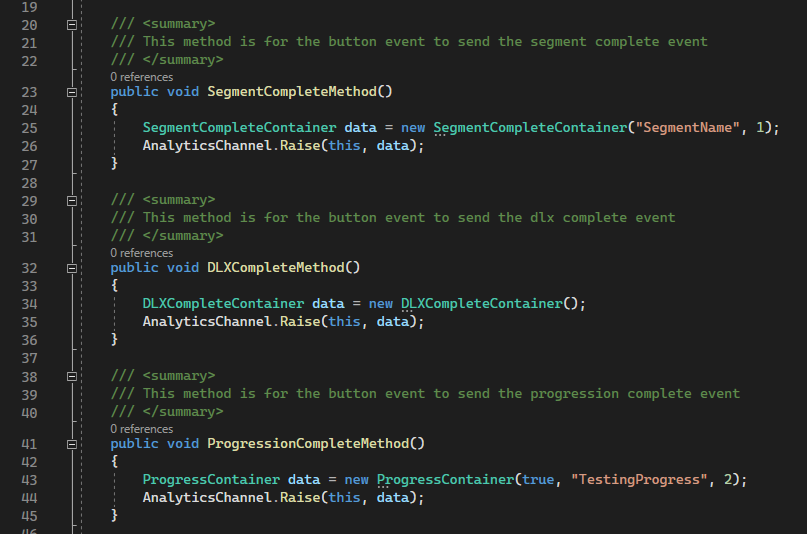 19
20 /// <summary>
21 /// This method is for the button event to send the segment complete event
22 /// </summary>
0 references
23 public void SegmentCompleteMethod()
24 {
25 SegmentCompleteContainer data = new SegmentCompleteContainer("SegmentName", 1);
26 AnalyticsChannel.Raise(this, data);
27 }
28
29 /// <summary>
30 /// This method is for the button event to send the dlx complete event
31 /// </summary>
0 references
32 public void DLXCompleteMethod()
33 {
34 DLXCompleteContainer data = new DLXCompleteContainer();
35 AnalyticsChannel.Raise(this, data);
36 }
37
38 /// <summary>
39 /// This method is for the button event to send the progression complete event
40 /// </summary>
0 references
41 public void ProgressionCompleteMethod()
42 {
43 ProgressContainer data = new ProgressContainer(true, "TestingProgress", 2);
44 AnalyticsChannel.Raise(this, data);
45 }
46